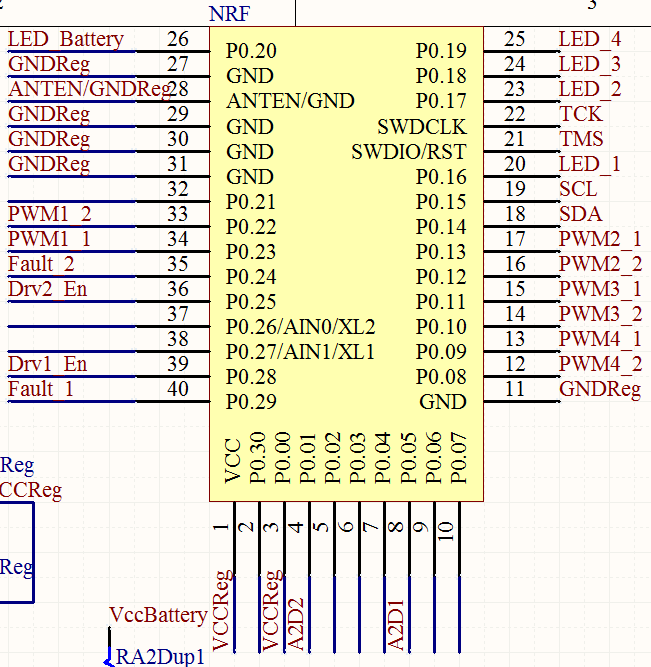 3
NRF
LED_Battery 26 P0.20 P0.19 25 LED_4
GNDReg 27 GND P0.18 24 LED_3
ANTEN/GNDReg 28 ANTEN/GND P0.17 23 LED_2
GNDReg 29 GND SWDCLK 22 TCK
GNDReg 30 GND SWDIO/RST 21 TMS
GNDReg 31 GND P0.16 20 LED_1
32 P0.21 P0.15 19 SCL
PWM1_2 33 P0.22 P0.14 18 SDA
PWM1_1 34 P0.23 P0.13 17 PWM2_1
Fault_2 35 P0.24 P0.12 16 PWM2_2
Drv2_En 36 P0.25 P0.11 15 PWM3_1
37 P0.26/AIN0/XL2 P0.10 14 PWM3_2
38 P0.27/AIN1/XL1 P0.09 13 PWM4_1
Drv1_En 39 P0.28 P0.08 12 PWM4_2
Fault_1 40 P0.29 GND 11 GNDReg
VCC P0.30 P0.00 P0.01 P0.02 P0.03 P0.04 P0.05 P0.06 P0.07
1 2 3 4 5 6 7 8 9 10
VCCReg VCCReg A2D2 A2D1
Reg
CCReg
Reg
VccBattery
RA2Dup1